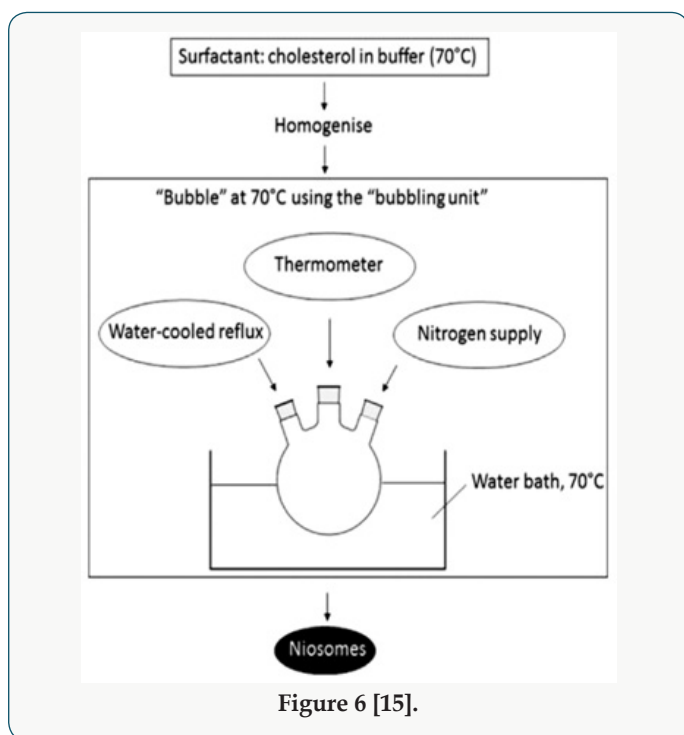 Surfactant: cholesterol in buffer (70°C)
Homogenise
“Bubble” at 70°C using the “bubbling unit”
Thermometer
Water-cooled reflux
Nitrogen supply
Water bath, 70°C
Niosomes
Figure 6 [15].